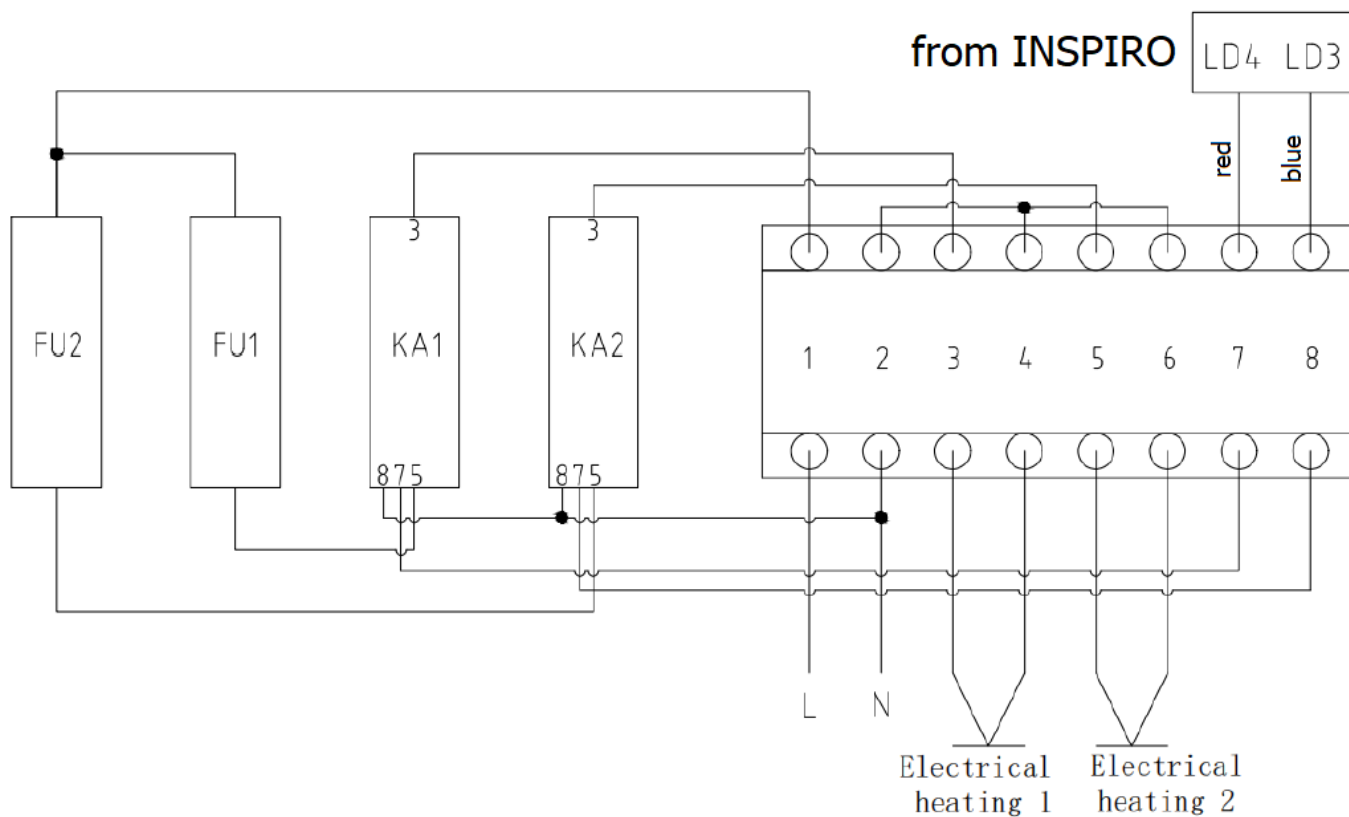 from INSPIRO
LD4 LD3
red
blue
3
3
FU2
FU1
KA1
KA2
1 2 3 4 5 6 7 8
875
875
L
N
Electrical
heating 1
Electrical
heating 2